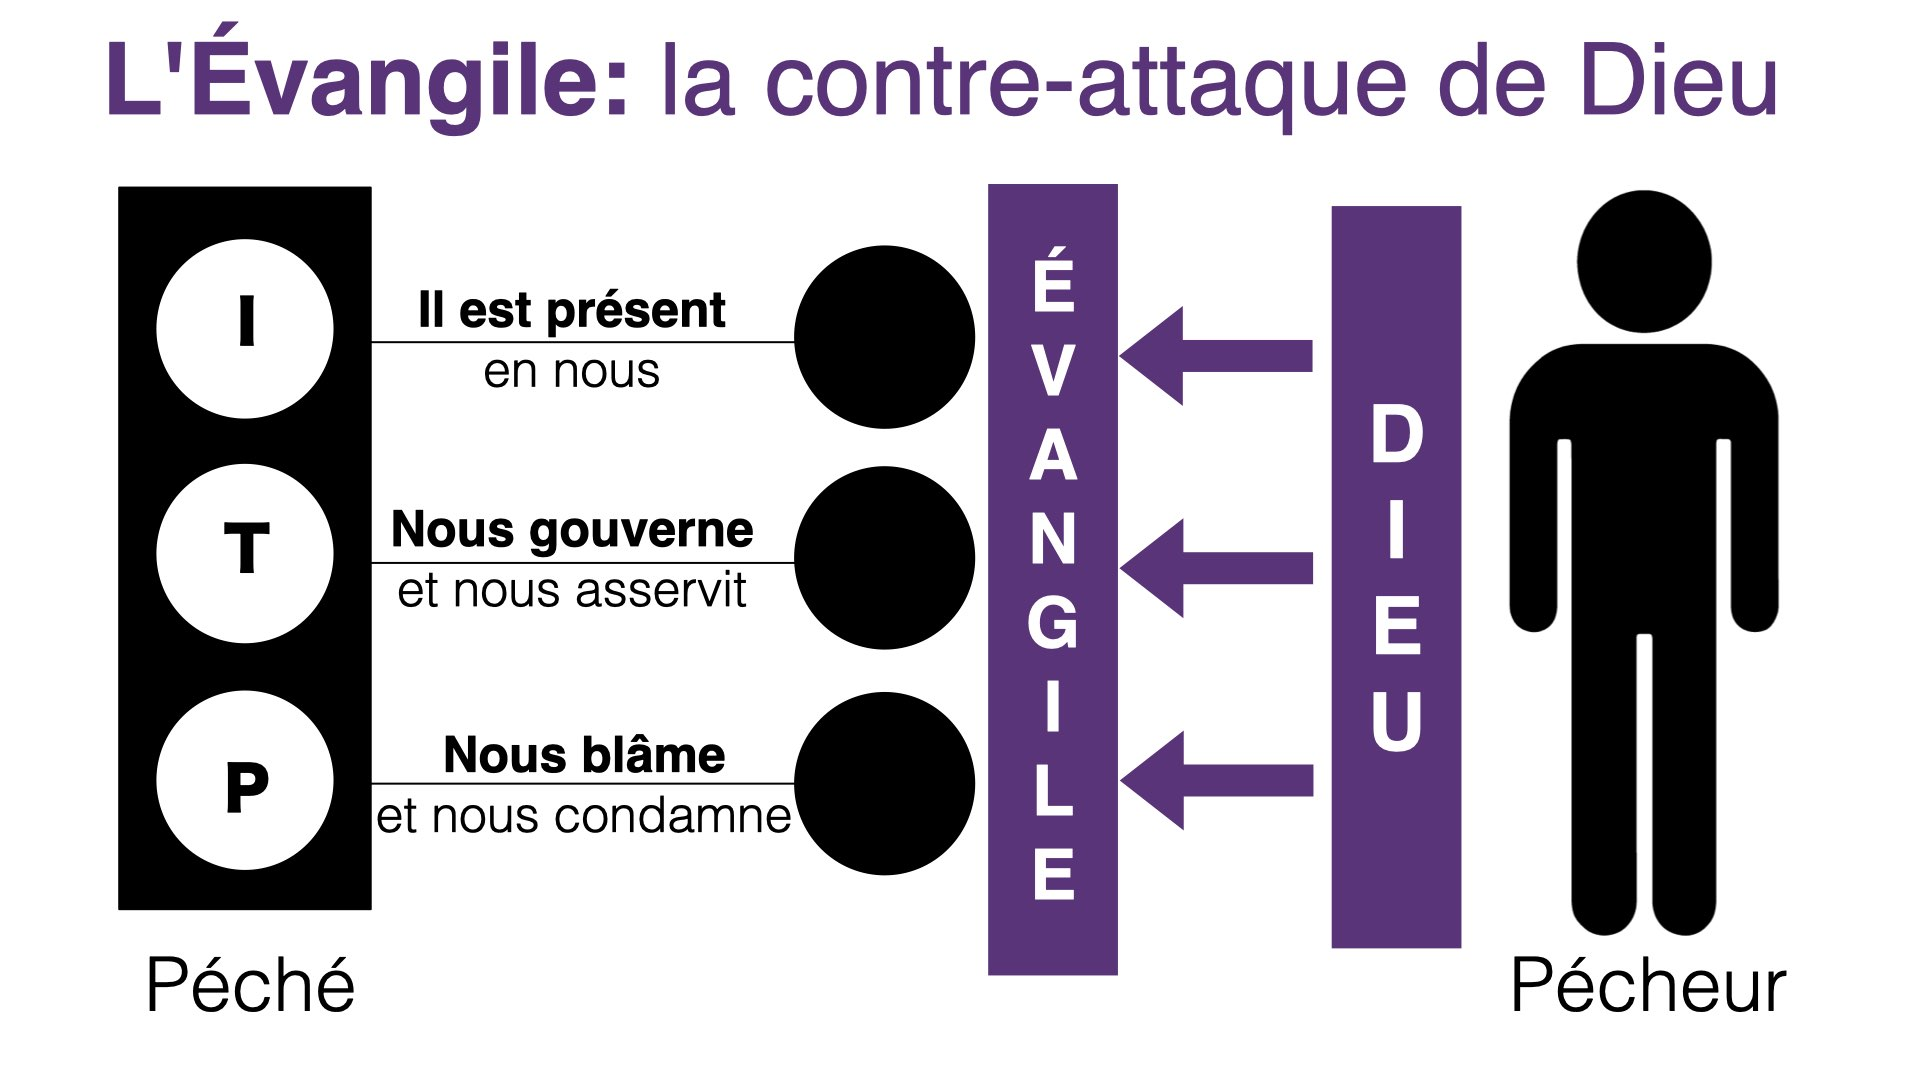 L'Évangile: la contre-attaque de Dieu
I
Il est présent
en nous
T
Nous gouverne
et nous asservit
P
Nous blâme
et nous condamne
ÉVANGILE
DIEU
Péché
Pécheur